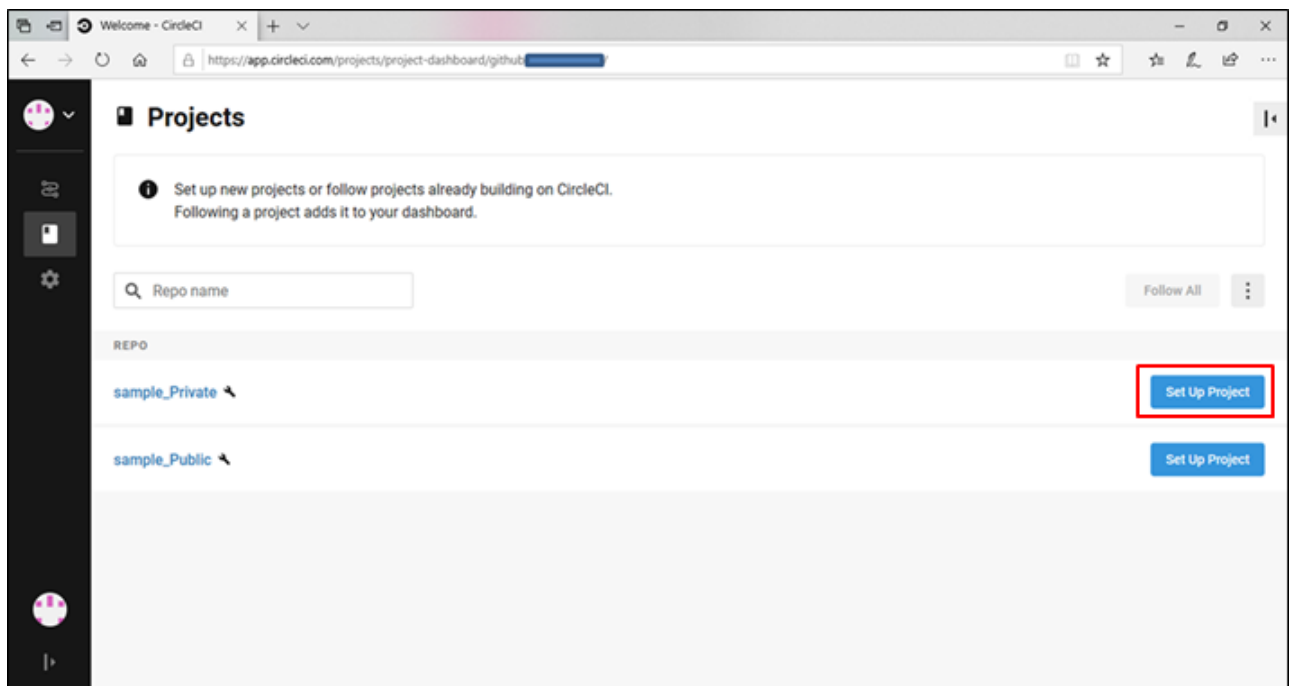 Welcome - CircleCI
https://app.circleci.com/projects/project-dashboard/github
Projects
Set up new projects or follow projects already building on CircleCI.
Following a project adds it to your dashboard.
Repo name
Follow All
REPO
sample_Private
Set Up Project
sample_Public
Set Up Project